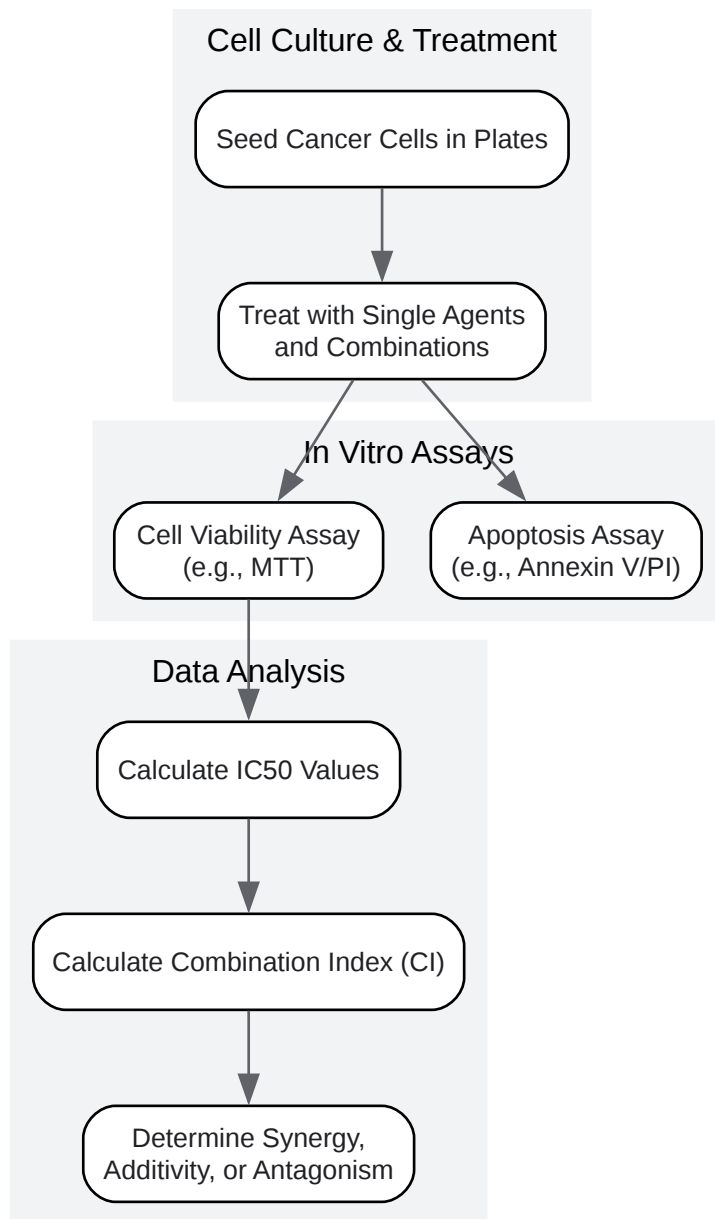 Cell Culture & Treatment
Seed Cancer Cells in Plates
Treat with Single Agents
and Combinations
In Vitro Assays
Cell Viability Assay
(e.g., MTT)
Apoptosis Assay
(e.g., Annexin V/PI)
Data Analysis
Calculate IC50 Values
Calculate Combination Index (CI)
Determine Synergy,
Additivity, or Antagonism